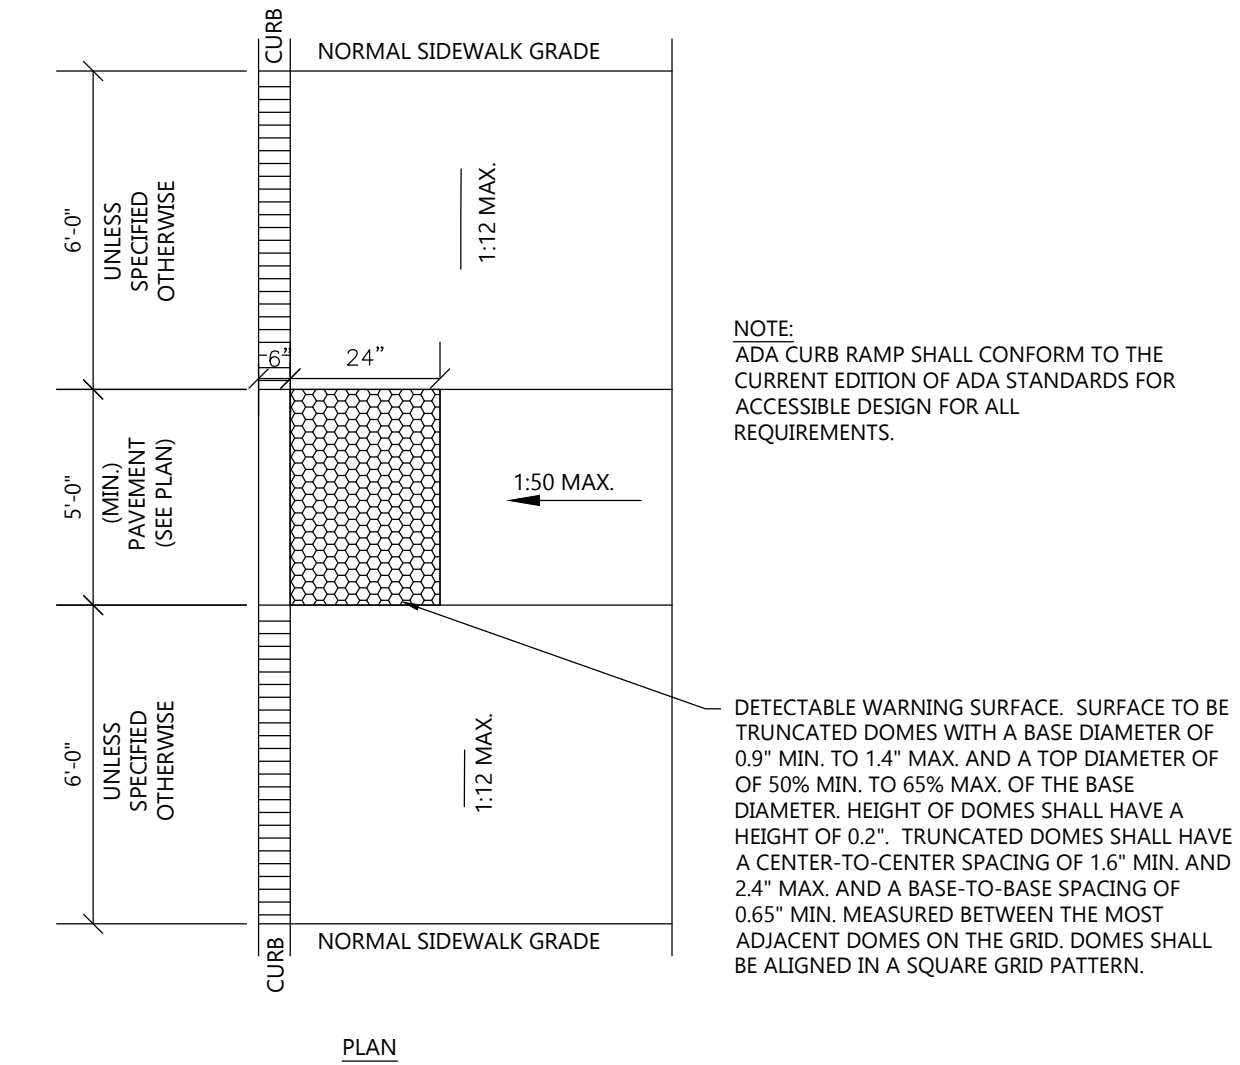 CURB
NORMAL SIDEWALK GRADE
6'-0"
UNLESS
SPECIFIED
OTHERWISE
1:12 MAX.
6"
24"
NOTE:
ADA CURB RAMP SHALL CONFORM TO THE
CURRENT EDITION OF ADA STANDARDS FOR
ACCESSIBLE DESIGN FOR ALL
REQUIREMENTS.
5'-0"
(MIN.)
PAVEMENT
(SEE PLAN)
1:50 MAX.
6'-0"
UNLESS
SPECIFIED
OTHERWISE
1:12 MAX.
DETECTABLE WARNING SURFACE. SURFACE TO BE
TRUNCATED DOMES WITH A BASE DIAMETER OF
0.9" MIN. TO 1.4" MAX. AND A TOP DIAMETER OF
OF 50% MIN. TO 65% MAX. OF THE BASE
DIAMETER. HEIGHT OF DOMES SHALL HAVE A
HEIGHT OF 0.2". TRUNCATED DOMES SHALL HAVE
A CENTER-TO-CENTER SPACING OF 1.6" MIN. AND
2.4" MAX. AND A BASE-TO-BASE SPACING OF
0.65" MIN. MEASURED BETWEEN THE MOST
ADJACENT DOMES ON THE GRID. DOMES SHALL
BE ALIGNED IN A SQUARE GRID PATTERN.
CURB
NORMAL SIDEWALK GRADE
PLAN